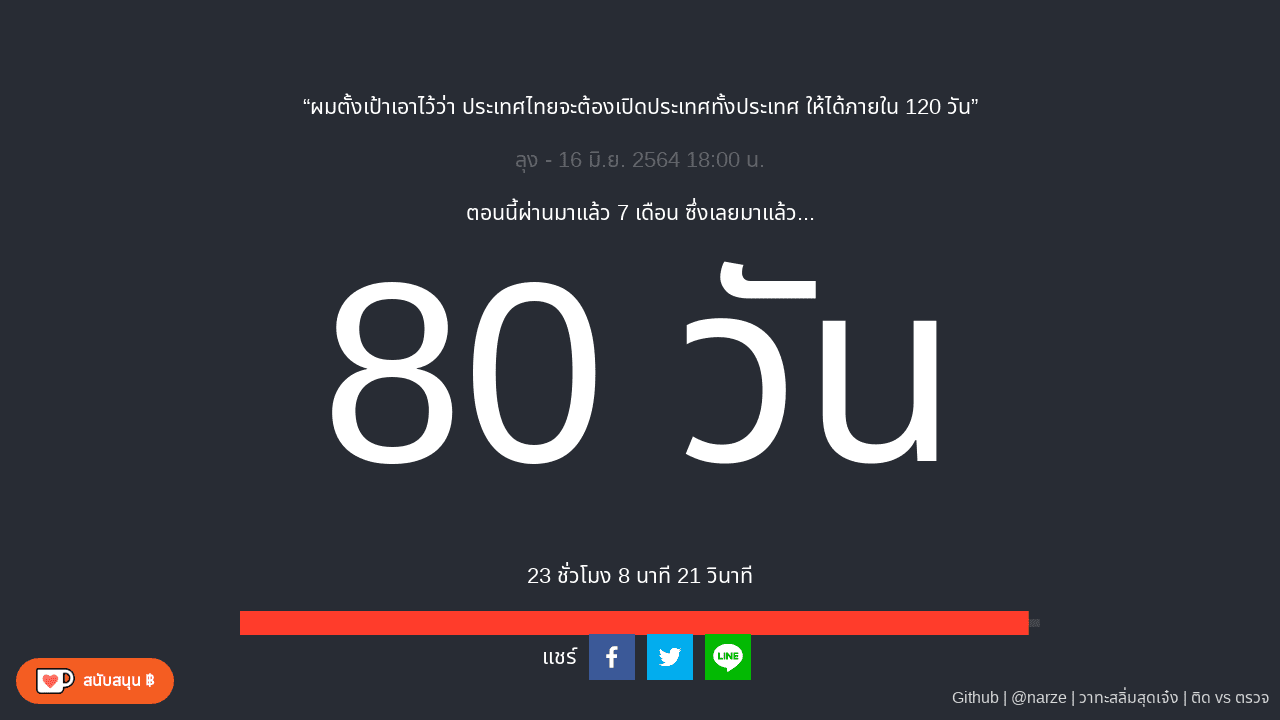 “ผมตั้งเป้าเอาไว้ว่า ประเทศไทยจะต้องเปิดประเทศทั้งประเทศ ให้ได้ภายใน 120 วัน”
ลุง - 16 มิ.ย. 2564 18:00 น.
ตอนนี้ผ่านมาแล้ว 7 เดือน ซึ่งเลยมาแล้ว...
80 วัน
23 ชั่วโมง 8 นาที 21 วินาที
แชร์
LINE
สนับสนุน ฿
Github | @narze | วาทะสลิ่มสุดเจ๋ง | ติด vs ตรวจ